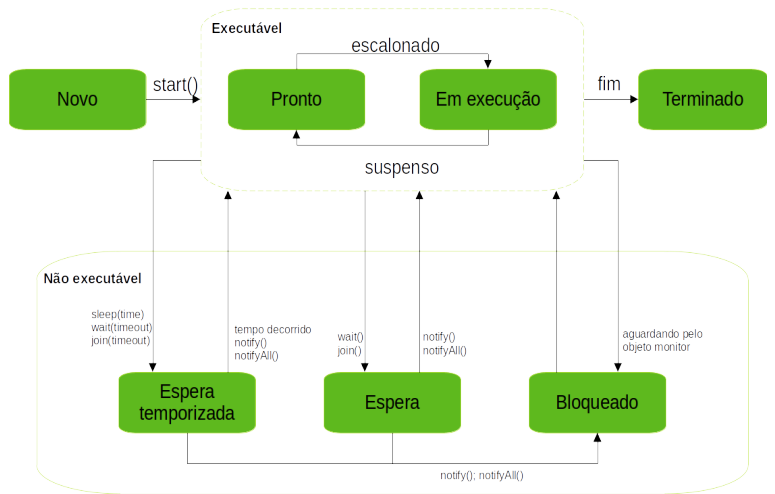 Executável
escalonado
Novo
start()
Pronto
Em execução
fim
Terminado
suspenso
Não executável
sleep(time)
wait(timeout)
join(timeout)
tempo decorrido
notify()
notifyAll()
wait()
join()
notify()
notifyAll()
aguardando pelo
objeto monitor
Espera
temporizada
Espera
Bloqueado
notify(); notifyAll()